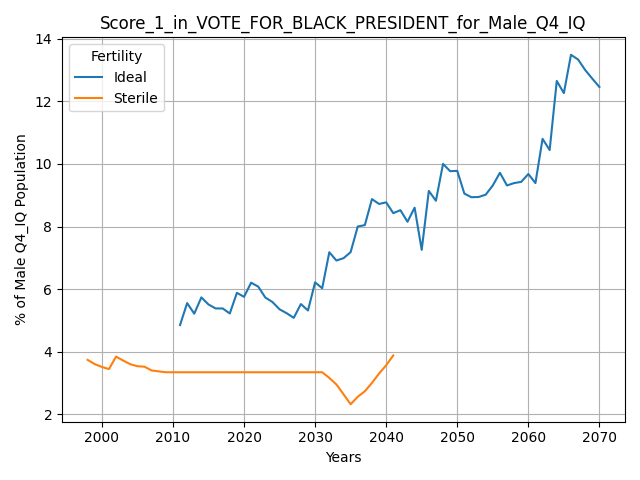 Score_1_in_VOTE_FOR_BLACK_PRESIDENT_for_Male_Q4_IQ
Fertility
Ideal
Sterile
% of Male Q4_IQ Population
14
12
10
8
6
4
2
2000 2010 2020 2030 2040 2050 2060 2070
Years